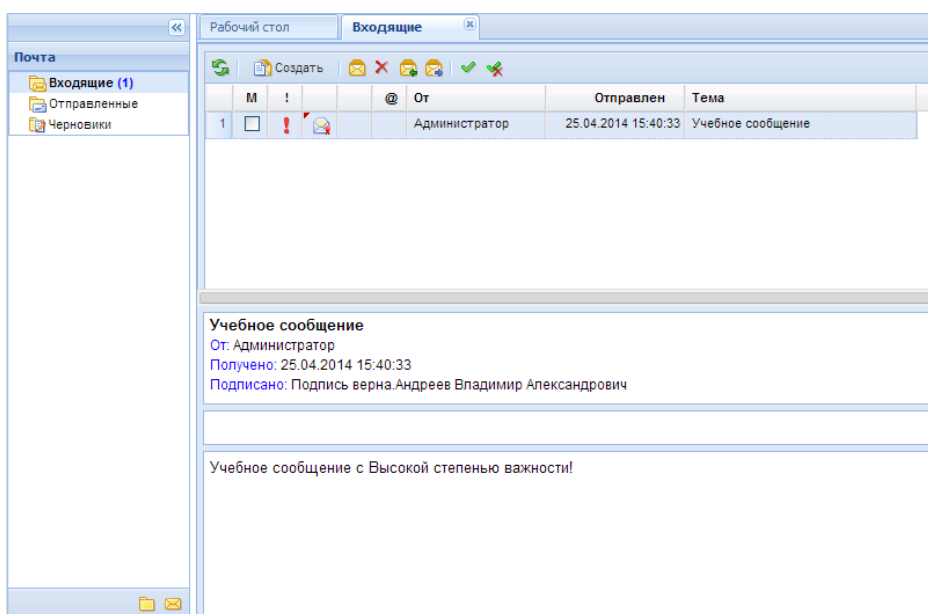 Рабочий стол
Входящие
Почта
Входящие (1)
Отправленные
Черновики
Создать
М ! @ От Отправлен Тема
1 ! Администратор 25.04.2014 15:40:33 Учебное сообщение
Учебное сообщение
От: Администратор
Получено: 25.04.2014 15:40:33
Подписано: Подпись верна.Андреев Владимир Александрович
Учебное сообщение с Высокой степенью важности!